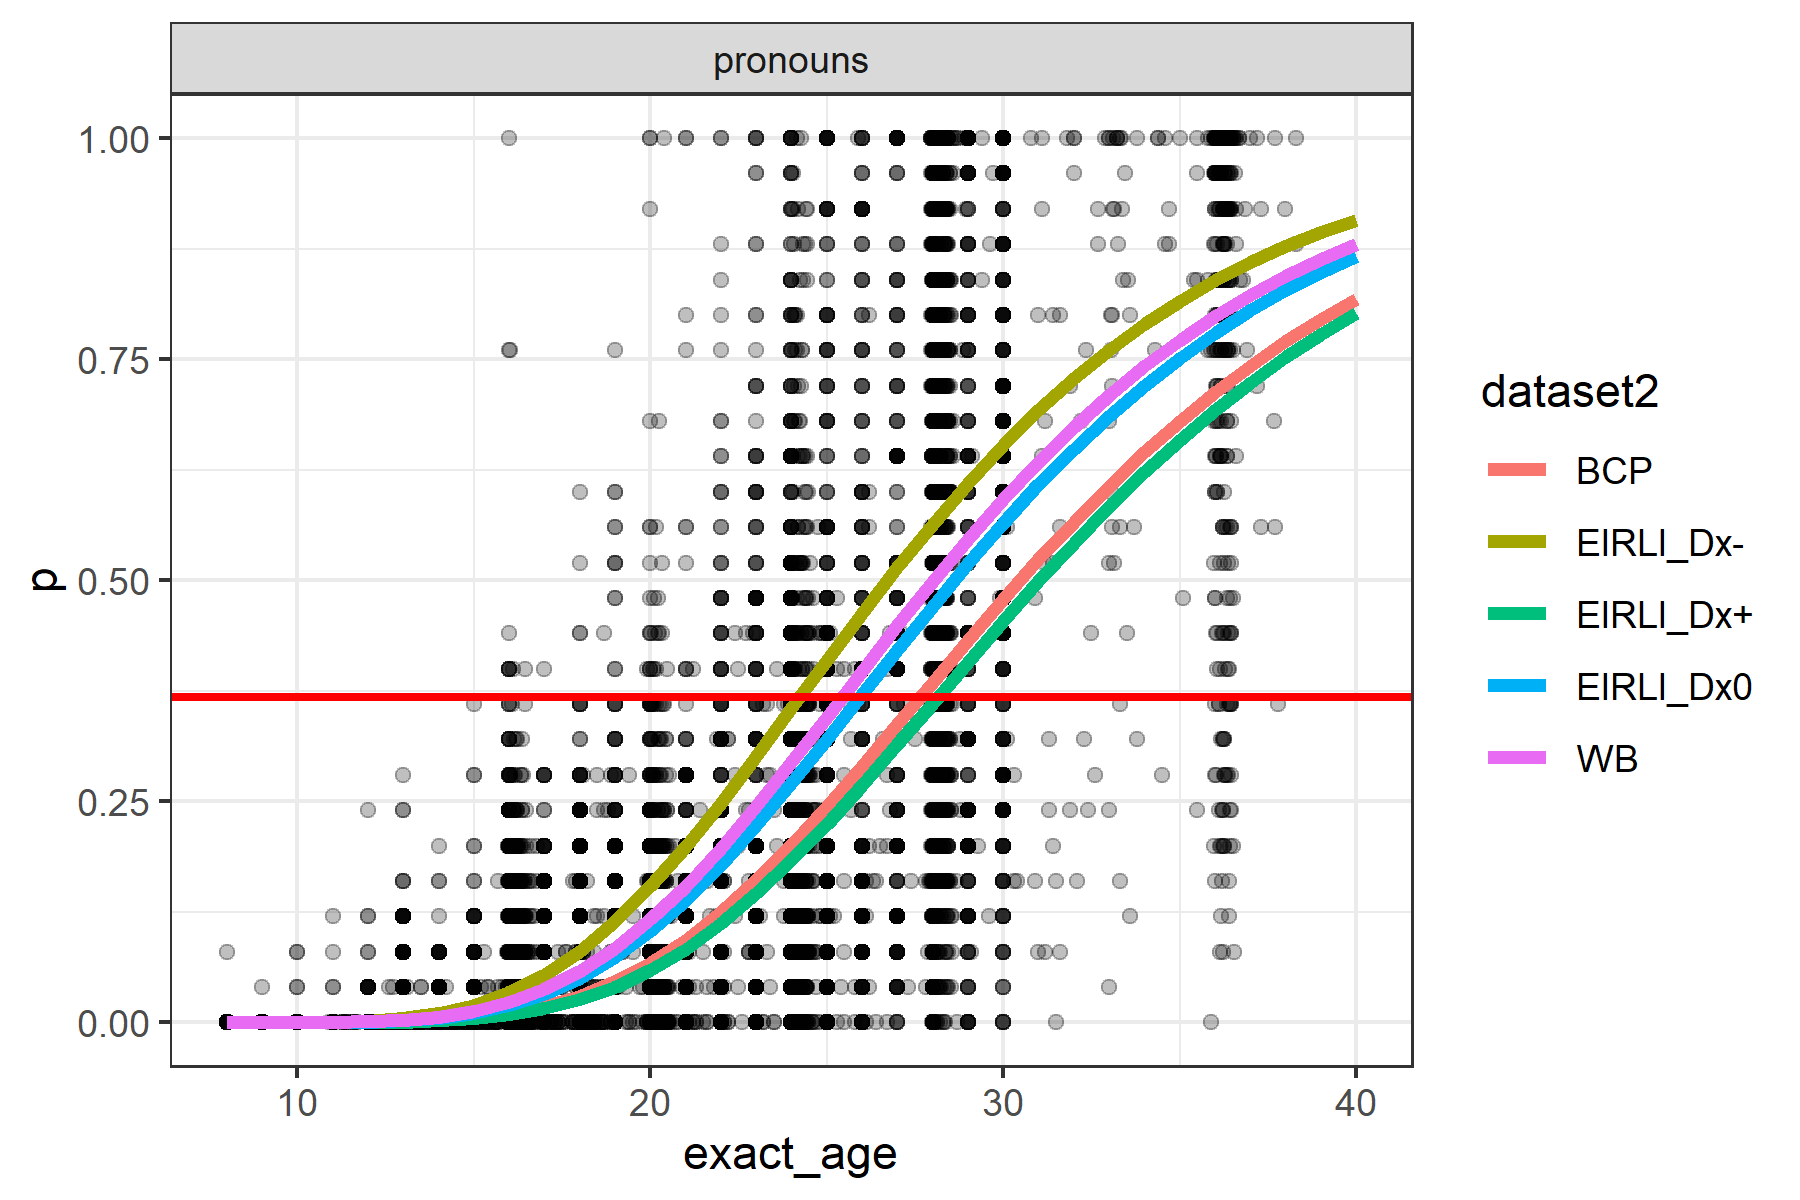 pronouns
1.00
0.75
0.50
0.25
0.00
p
10
20
30
40
exact_age
dataset2
BCP
EIRLI_Dx-
EIRLI_Dx+
EIRLI_Dx0
WB